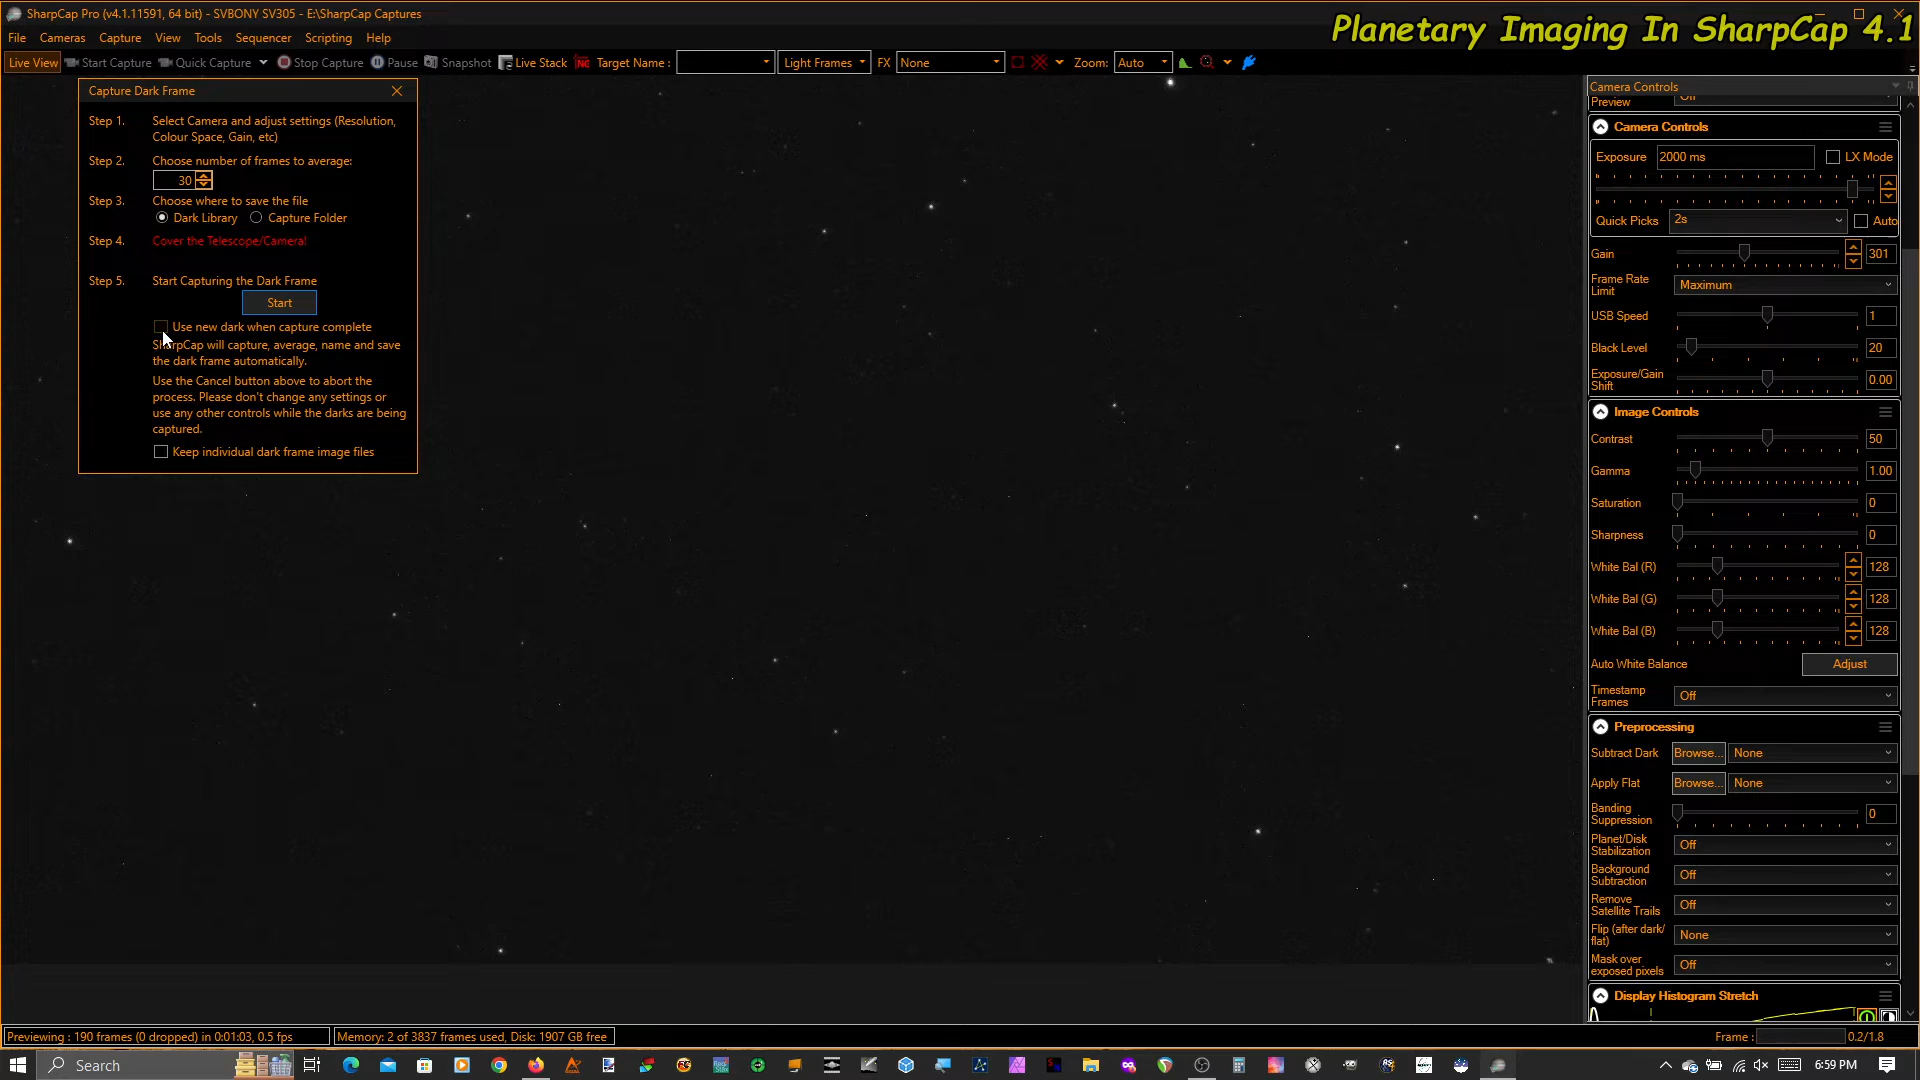 SharpCap Pro (v4.1.11591, 64 bit) - SVBONY SV305 - E:\SharpCap Captures
Planetary Imaging In SharpCap 4.1
File Cameras Capture View Tools Sequencer Scripting Help
Live View Start Capture Quick Capture Stop Capture Pause Snapshot Live Stack Target Name : Light Frames FX None Zoom: Auto
Capture Dark Frame
Step 1. Select Camera and adjust settings (Resolution,
Colour Space, Gain, etc)
Step 2. Choose number of frames to average:
30
Step 3. Choose where to save the file
Dark Library Capture Folder
Step 4. Cover the Telescope/Camera!
Step 5. Start Capturing the Dark Frame
Start
Use new dark when capture complete
SharpCap will capture, average, name and save
the dark frame automatically.
Use the Cancel button above to abort the
process. Please don't change any settings or
use any other controls while the darks are being
captured.
Keep individual dark frame image files
Camera Controls
Preview Off
Camera Controls
Exposure 2000 ms LX Mode
Quick Picks 2s Auto
Gain 301
Frame Rate
Limit Maximum
USB Speed 1
Black Level 20
Exposure/Gain
Shift 0.00
Image Controls
Contrast 50
Gamma 1.00
Saturation 0
Sharpness 0
White Bal (R) 128
White Bal (G) 128
White Bal (B) 128
Auto White Balance Adjust
Timestamp
Frames Off
Preprocessing
Subtract Dark Browse... None
Apply Flat Browse... None
Banding
Suppression 0
Planet/Disk
Stabilization Off
Background
Subtraction Off
Remove
Satellite Trails Off
Flip (after dark/
flat) None
Mask over
exposed pixels Off
Display Histogram Stretch
Previewing : 190 frames (0 dropped) in 0:01:03, 0.5 fps Memory: 2 of 3837 frames used, Disk: 1907 GB free
Frame : 0.2/1.8
Search
6:59 PM